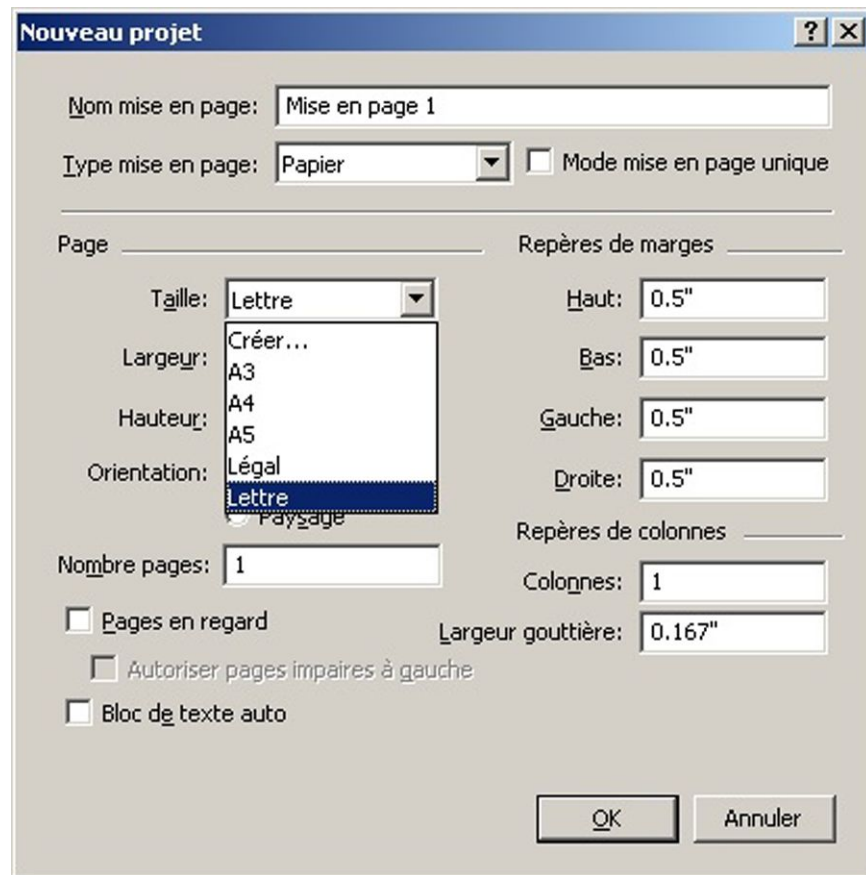 Nouveau projet
Nom mise en page: Mise en page 1
Type mise en page: Papier Mode mise en page unique
Page
Repères de marges
Taille: Lettre
Haut: 0.5"
Créer...
Largeur:
A3
Bas: 0.5"
A4
Hauteur:
A5
Gauche: 0.5"
Légal
Orientation:
Lettre
Droite: 0.5"
Paysage
Repères de colonnes
Nombre pages: 1
Colonnes: 1
Pages en regard
Largeur gouttière: 0.167"
Autoriser pages impaires à gauche
Bloc de texte auto
OK Annuler